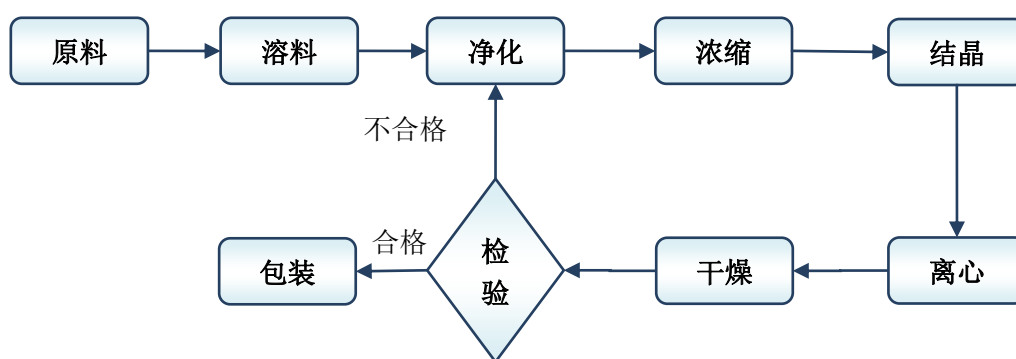 原料
溶料
净化
浓缩
结晶
不合格
检
验
合格
包装
干燥
离心